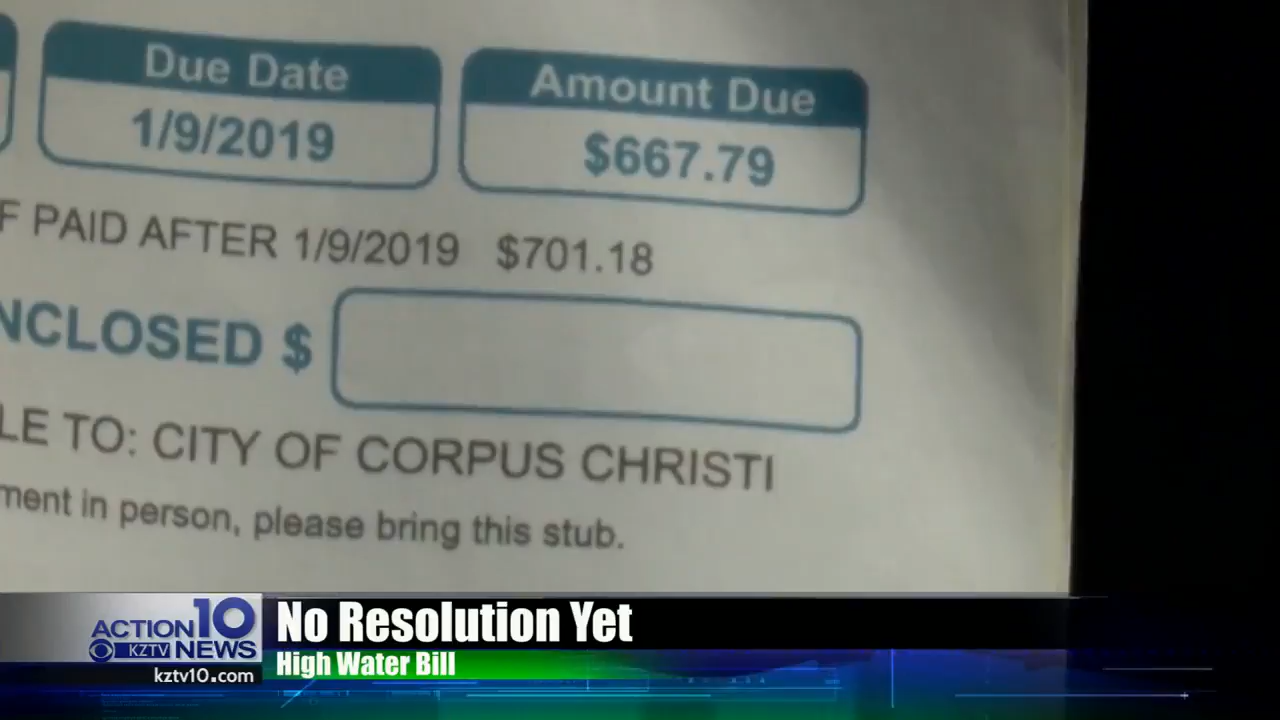 Due Date
Amount Due
1/9/2019
$667.79
F PAID AFTER 1/9/2019 $701.18
NCLOSED $
LE TO: CITY OF CORPUS CHRISTI
ment in person, please bring this stub.
ACTION 10
KZTV NEWS
kztv10.com
No Resolution Yet
High Water Bill